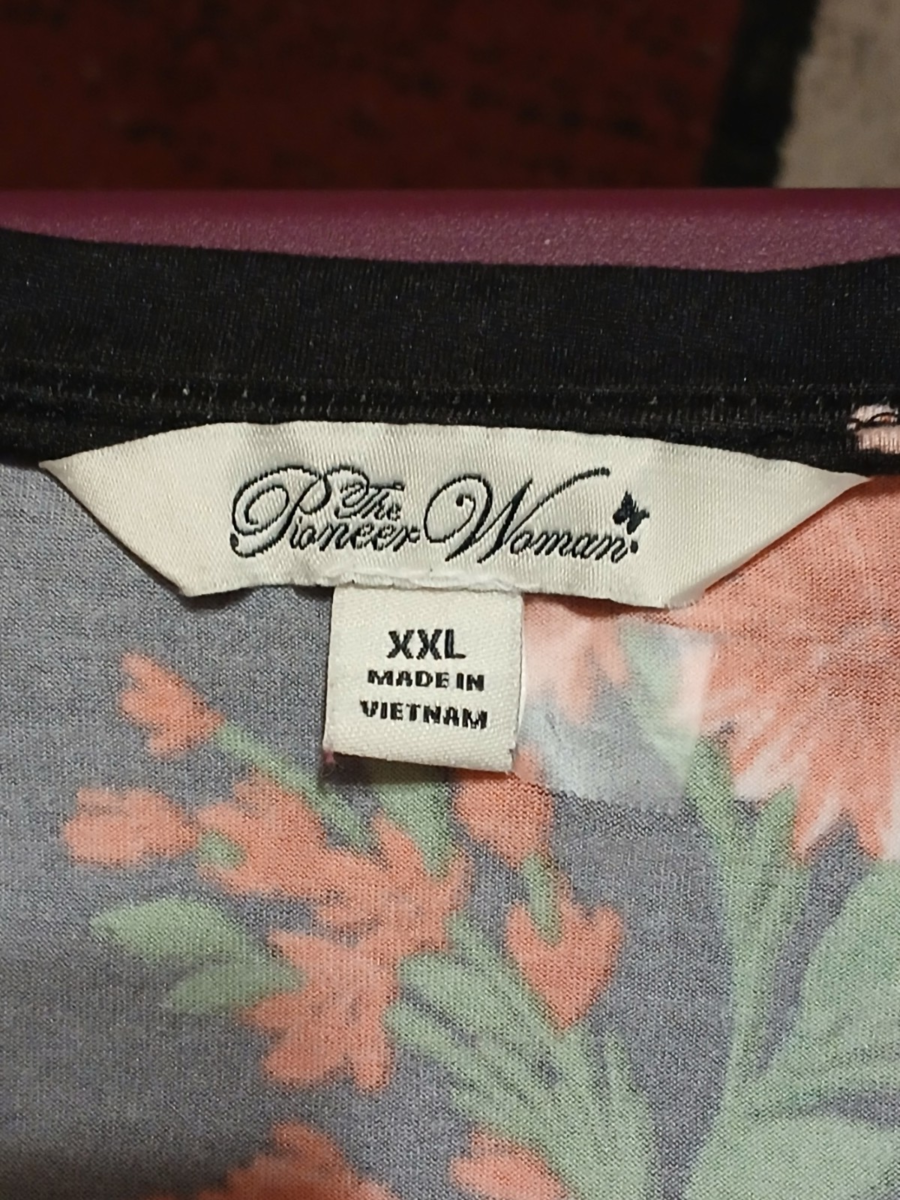 The
Pioneer Woman
XXL
MADE IN
VIETNAM